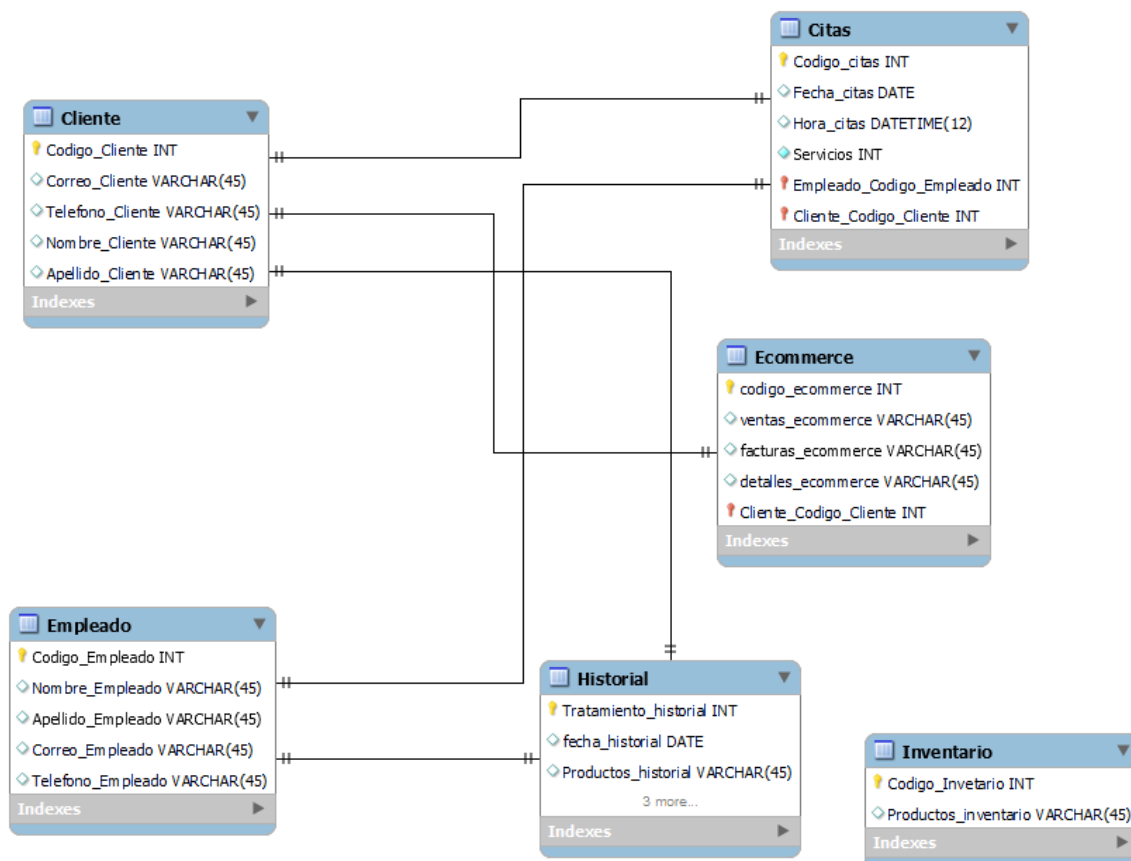 Citas
Codigo_citas INT
Fecha_citas DATE
Hora_citas DATETIME(12)
Servicios INT
Empleado_Codigo_Empleado INT
Cliente_Codigo_Cliente INT
Indexes
Cliente
Codigo_Cliente INT
Correo_Cliente VARCHAR(45)
Telefono_Cliente VARCHAR(45)
Nombre_Cliente VARCHAR(45)
Apellido_Cliente VARCHAR(45)
Indexes
Ecommerce
codigo_ecommerce INT
ventas_ecommerce VARCHAR(45)
facturas_ecommerce VARCHAR(45)
detalles_ecommerce VARCHAR(45)
Cliente_Codigo_Cliente INT
Indexes
Empleado
Codigo_Empleado INT
Nombre_Empleado VARCHAR(45)
Apellido_Empleado VARCHAR(45)
Correo_Empleado VARCHAR(45)
Telefono_Empleado VARCHAR(45)
Indexes
Historial
Tratamiento_historial INT
fecha_historial DATE
Productos_historial VARCHAR(45)
3 more...
Indexes
Inventario
Codigo_Invetario INT
Productos_inventario VARCHAR(45)
Indexes